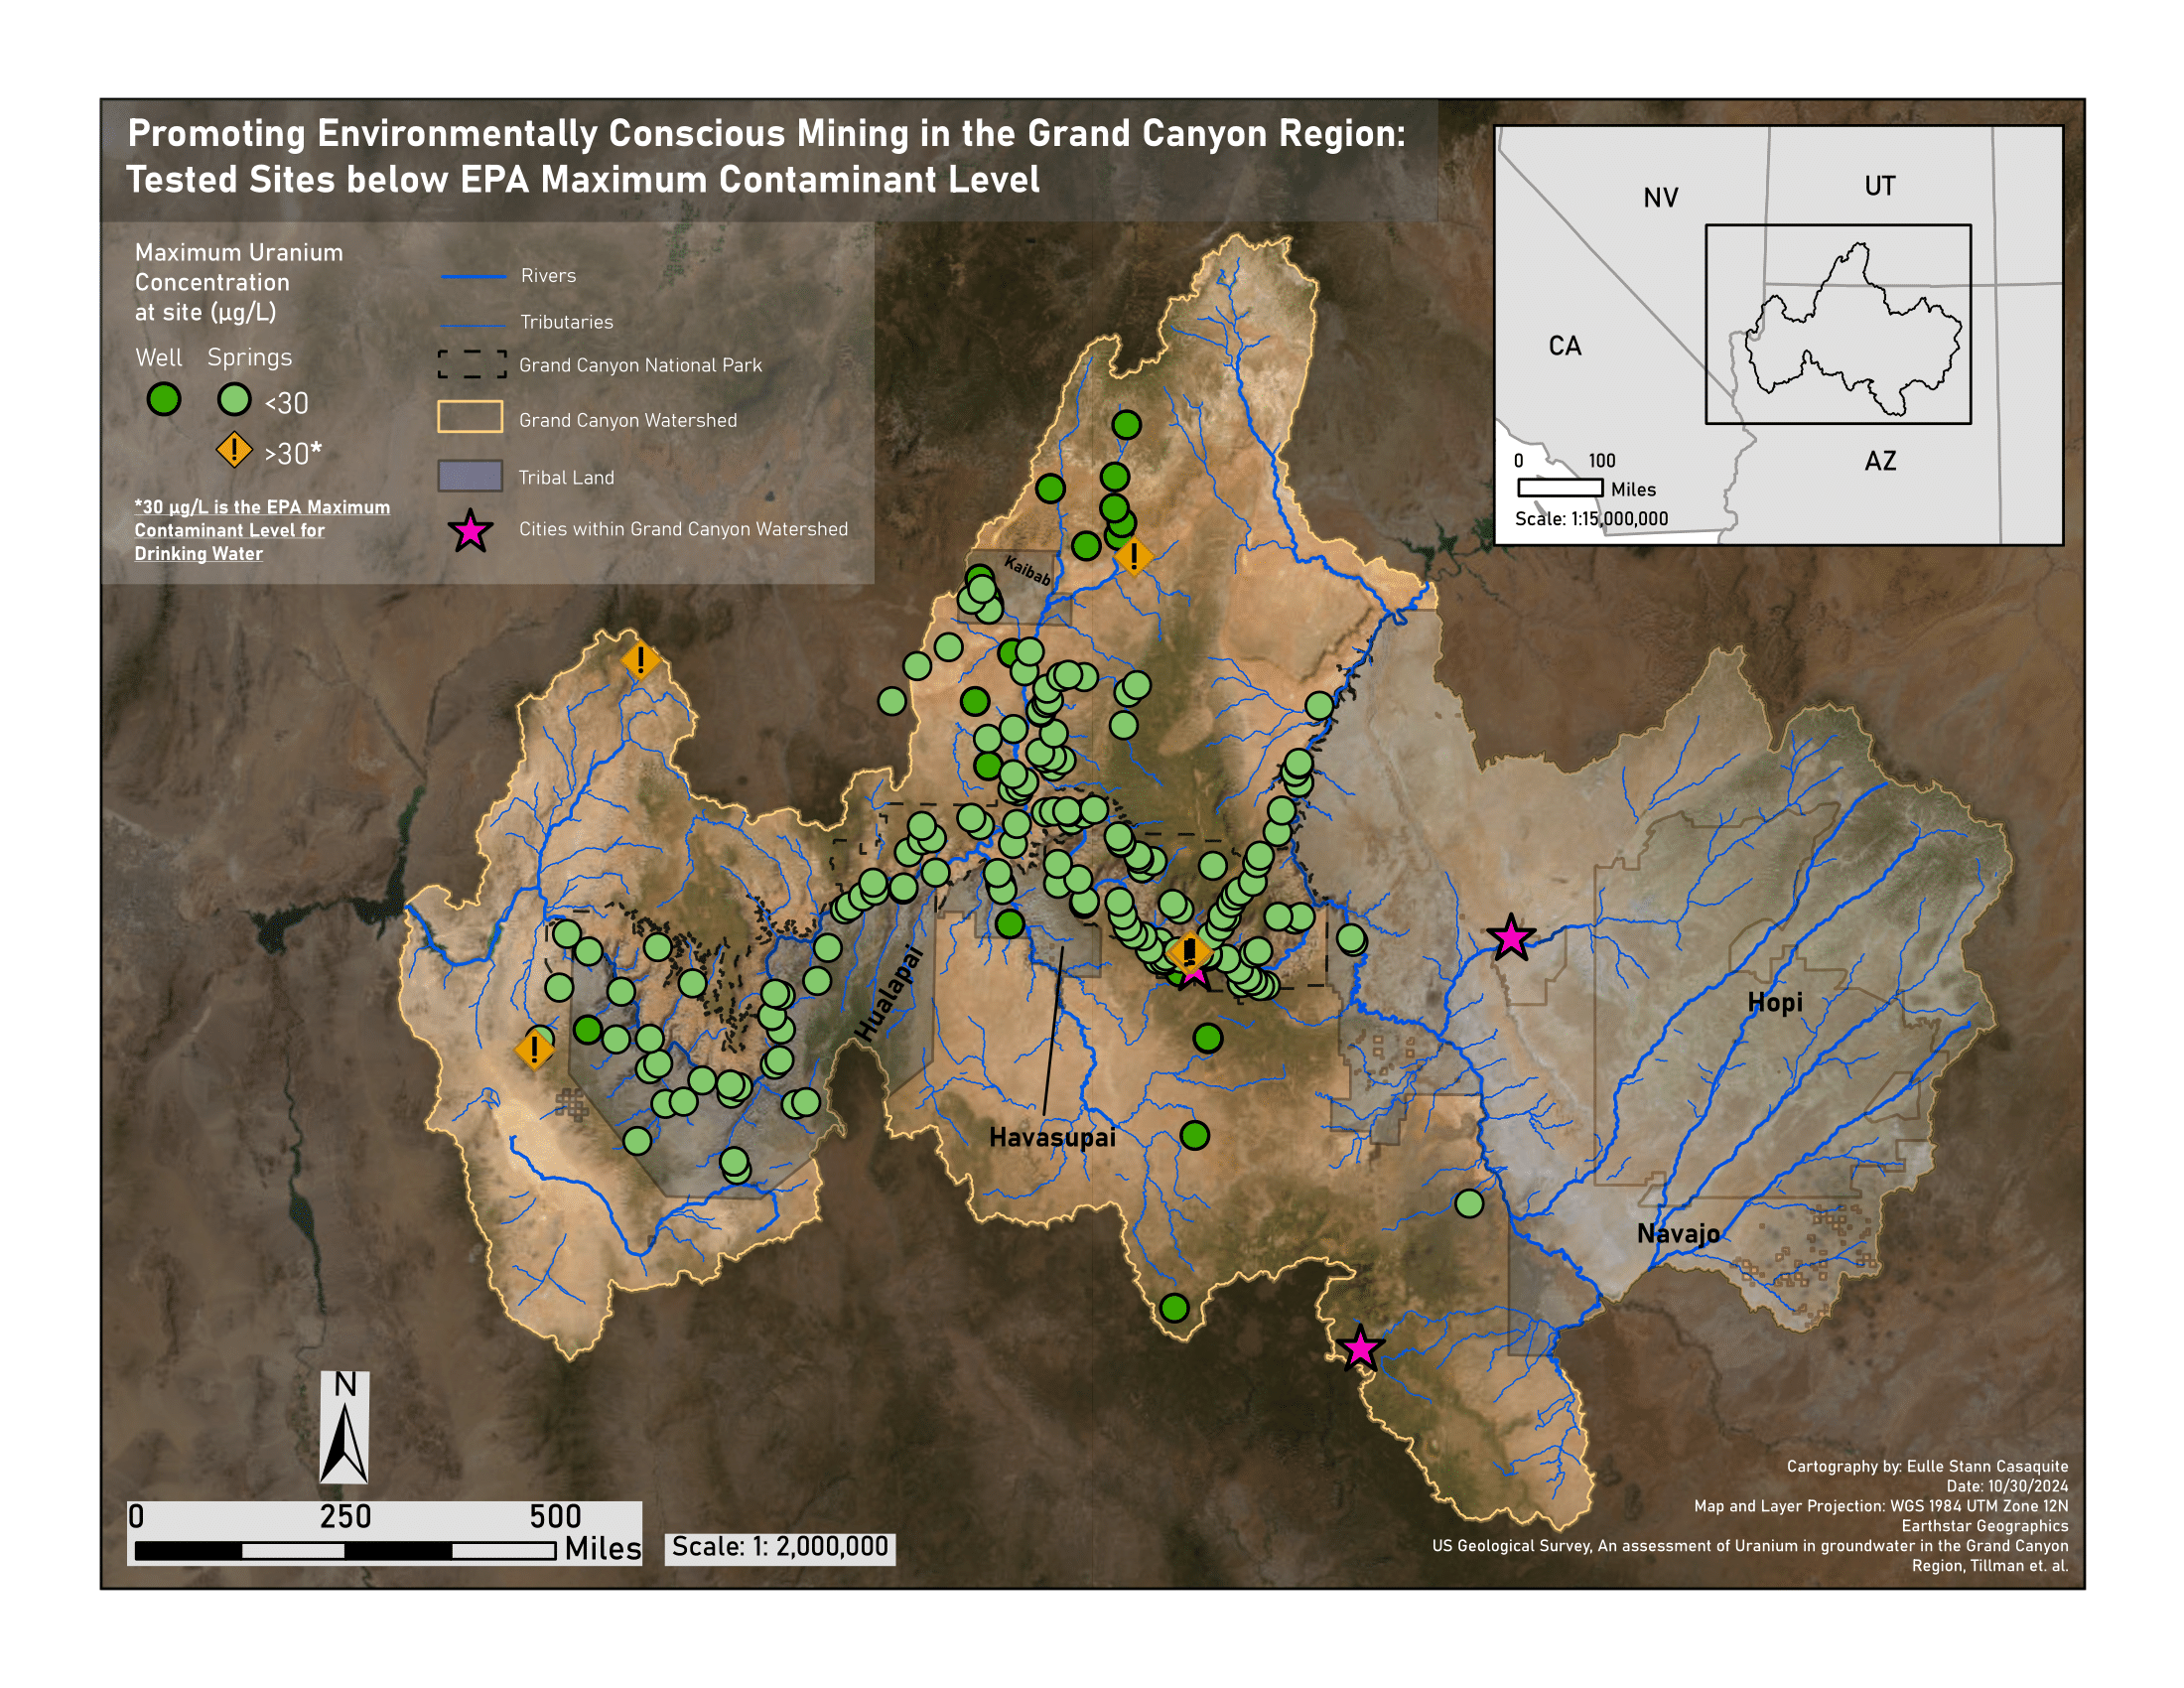 Promoting Environmentally Conscious Mining in the Grand Canyon Region:
Tested Sites below EPA Maximum Contaminant Level
Maximum Uranium
Concentration
at site (µg/L)
Well Springs
<30
! >30*
*30 µg/L is the EPA Maximum
Contaminant Level for
Drinking Water
Rivers
Tributaries
Grand Canyon National Park
Grand Canyon Watershed
Tribal Land
Cities within Grand Canyon Watershed
NV
UT
CA
AZ
0 100
Miles
Scale: 1:15,000,000
!
Kaibab
!
!
!
Hualapai
Hopi
Havasupai
Navajo
N
0 250 500
Miles
Scale: 1: 2,000,000
Cartography by: Eulle Stann Casaquite
Date: 10/30/2024
Map and Layer Projection: WGS 1984 UTM Zone 12N
Earthstar Geographics
US Geological Survey, An assessment of Uranium in groundwater in the Grand Canyon
Region, Tillman et. al.